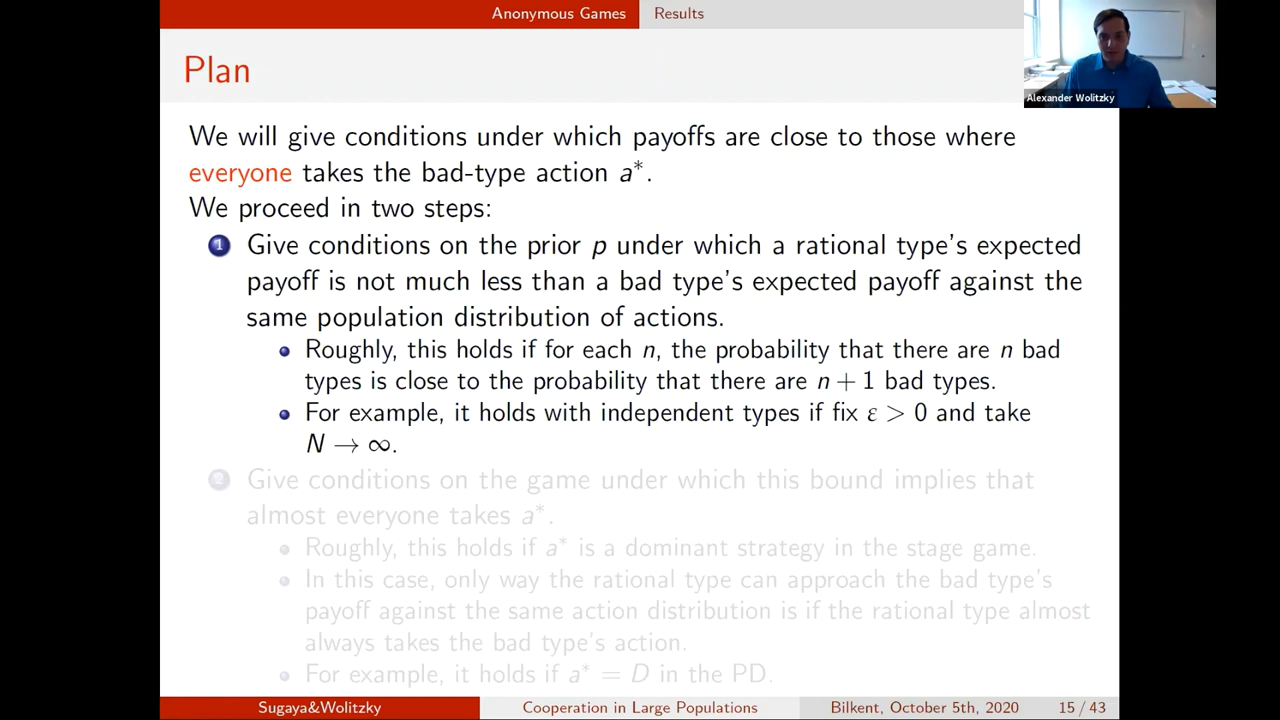 Anonymous Games Results
Plan
Alexander Wolitzky
We will give conditions under which payoffs are close to those where
everyone takes the bad-type action a*.
We proceed in two steps:
1 Give conditions on the prior p under which a rational type's expected
payoff is not much less than a bad type's expected payoff against the
same population distribution of actions.
Roughly, this holds if for each n, the probability that there are n bad
types is close to the probability that there are n + 1 bad types.
For example, it holds with independent types if fix ε > 0 and take
N → ∞.
2 Give conditions on the game under which this bound implies that
almost everyone takes a*.
Roughly, this holds if a* is a dominant strategy in the stage game.
In this case, only way the rational type can approach the bad type's
payoff against the same action distribution is if the rational type almost
always takes the bad type's action.
For example, it holds if a* = D in the PD.
Sugaya&Wolitzky Cooperation in Large Populations Bilkent, October 5th, 2020 15 / 43